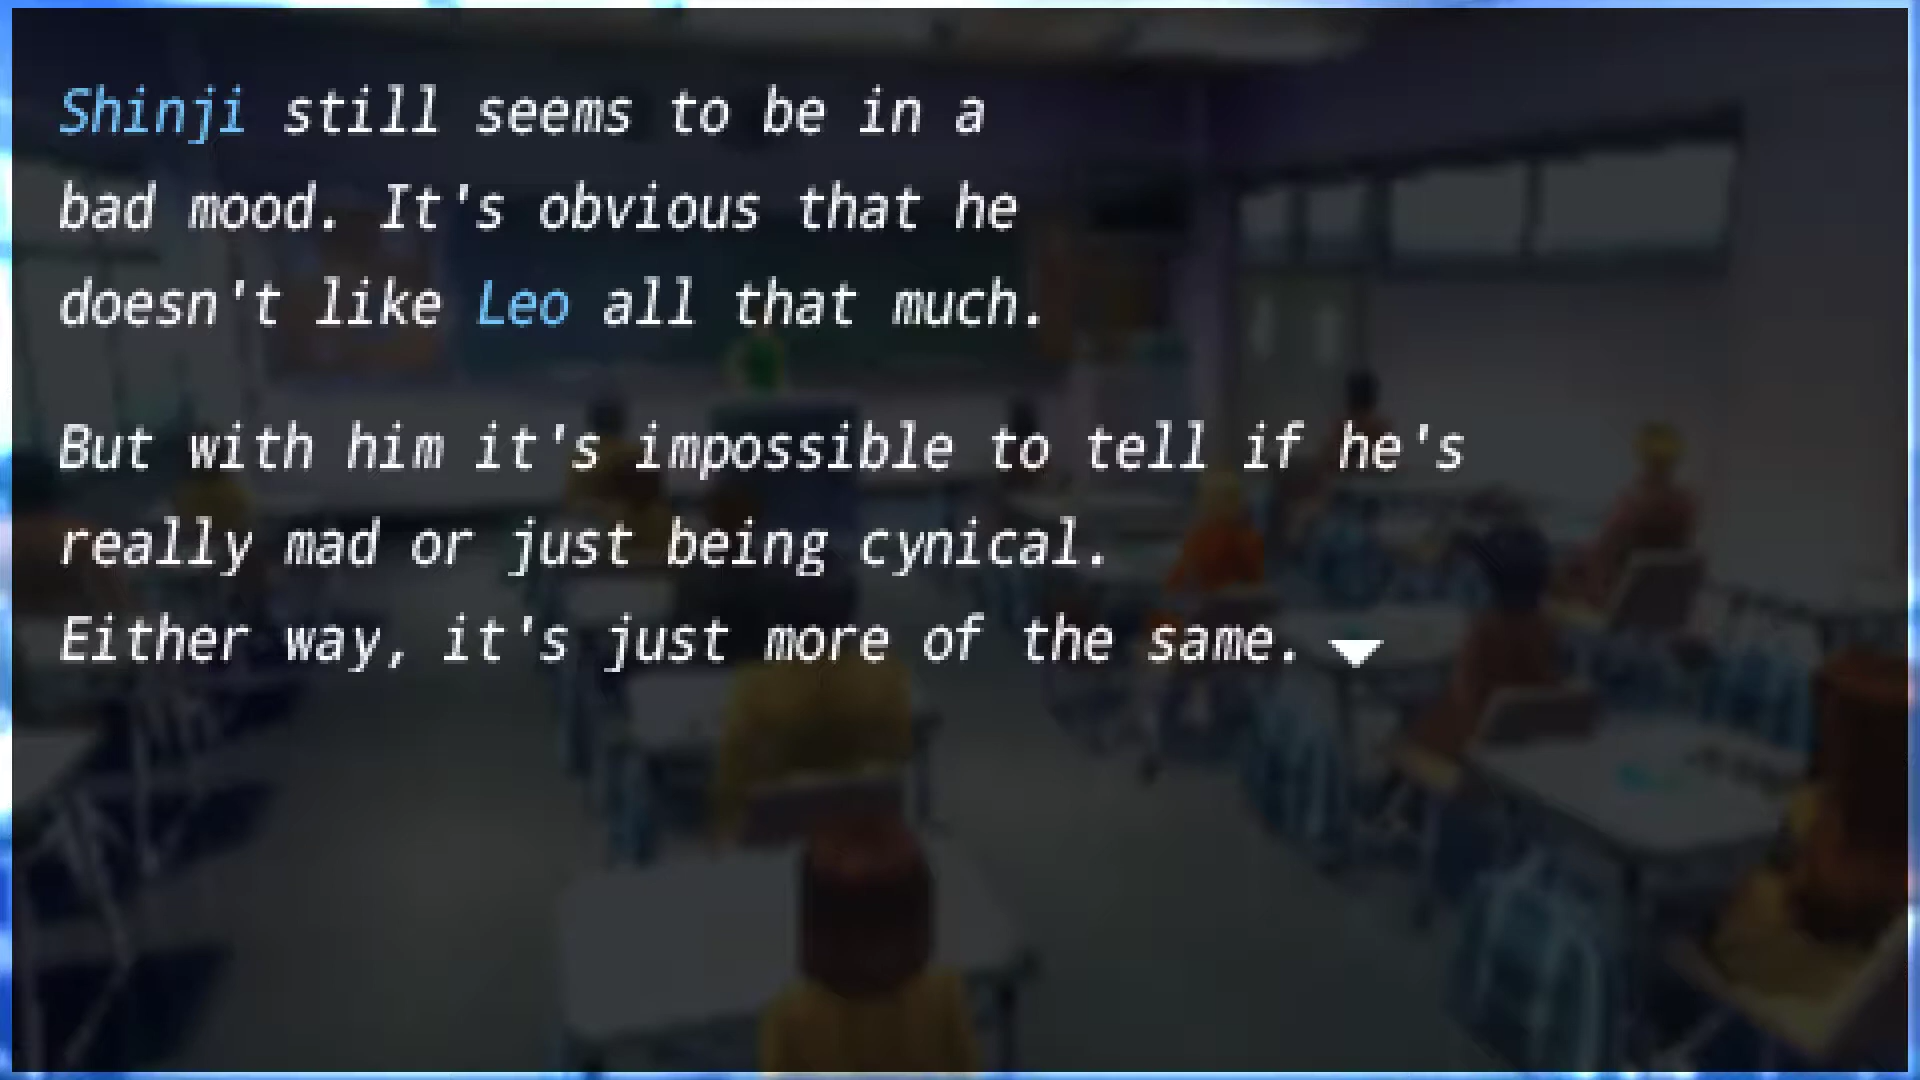 Shinji still seems to be in a
bad mood. It's obvious that he
doesn't like Leo all that much.
But with him it's impossible to tell if he's
really mad or just being cynical.
Either way, it's just more of the same.